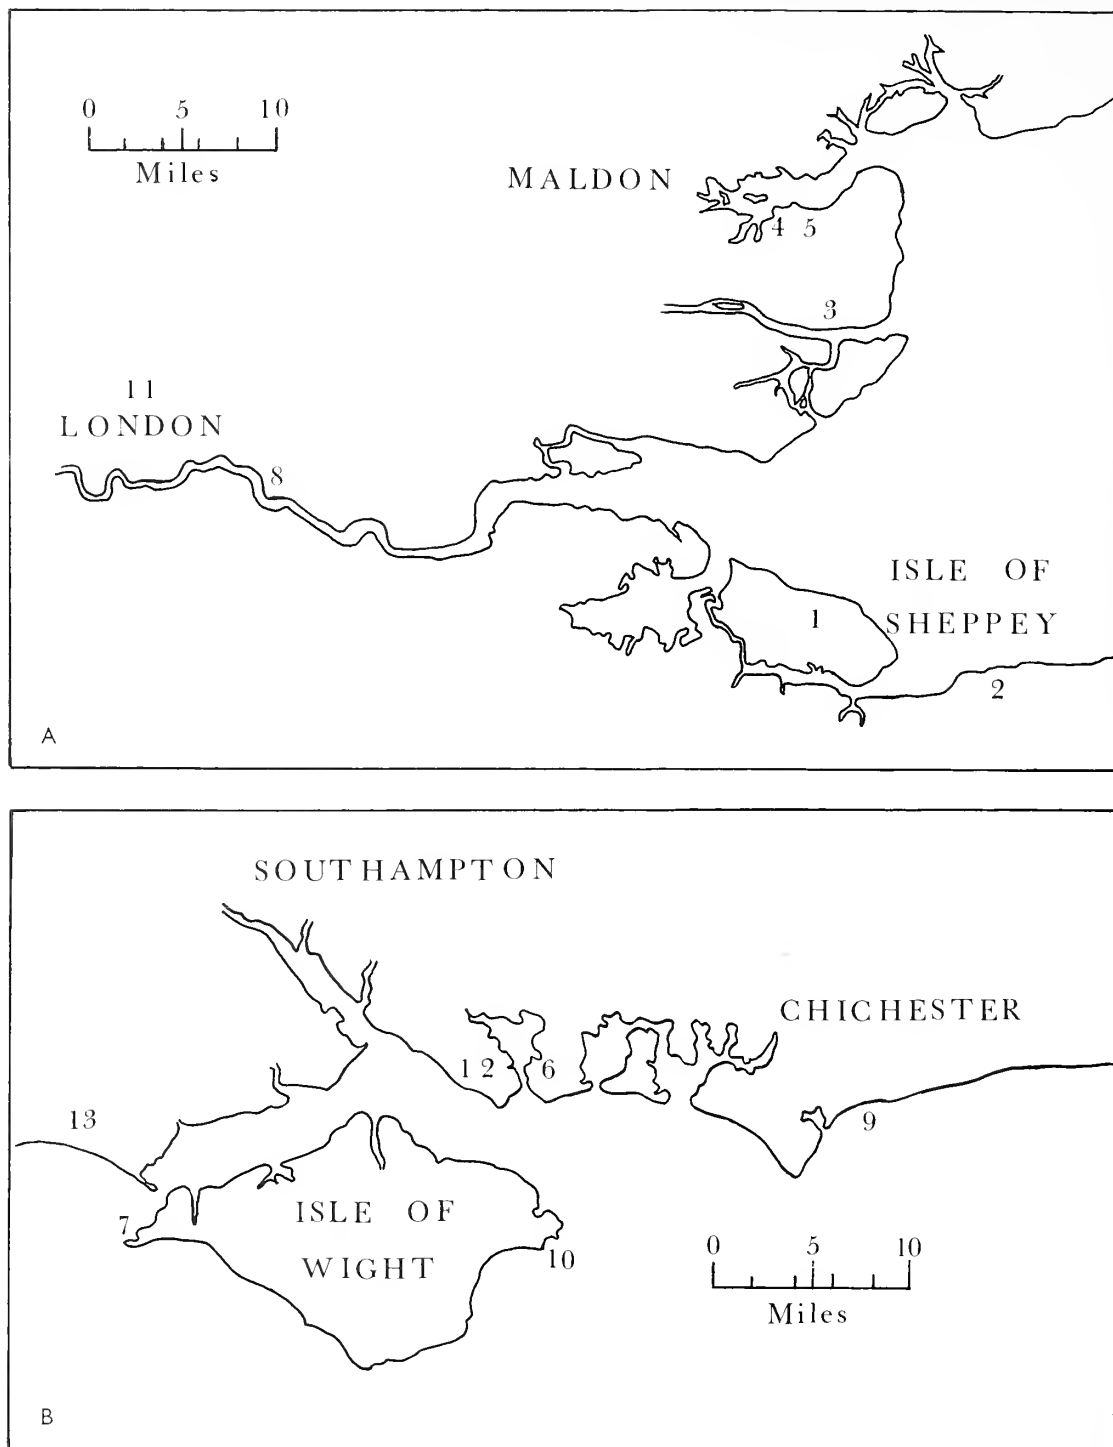 0 5 10
Miles
MALDON
4 5
3
11
LONDON
8
ISLE OF
SHEPPEY
1
2
A
SOUTHAMPTON
CHICHESTER
12 6
13
9
7
ISLE OF
WIGHT
10
0 5 10
Miles
B